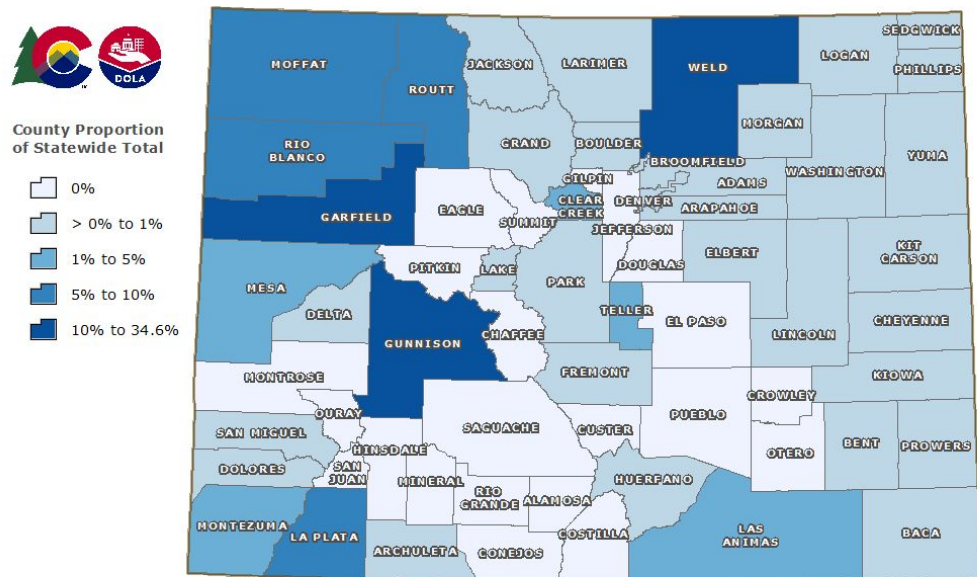 DOLA
County Proportion
of Statewide Total
0%
> 0% to 1%
1% to 5%
5% to 10%
10% to 34.6%
MOFFAT
ROUTT
JACKSON
LARIMER
WELD
LOGAN
SEDGWICK
PHILLIPS
MORGAN
RIO
BLANCO
GRAND
BOULDER
BROOMFIELD
WASHINGTON
YUMA
GILPIN
ADAMS
CLEAR
CREEK
DENVER
ARAPAHOE
GARFIELD
EAGLE
SUMMIT
JEFFERSON
DOUGLAS
ELBERT
KIT
CARSON
PITKIN
LAKE
PARK
MESA
DELTA
TELLER
EL PASO
LINCOLN
CHEYENNE
GUNNISON
CHAFFEE
FREMONT
KIOWA
MONTROSE
CROWLEY
OURAY
PUEBLO
SAGUACHE
CUSTER
SAN MIGUEL
HINSDALE
OTERO
BENT
PROWERS
DOLORES
SAN
JUAN
MINERAL
RIO
GRANDE
ALAMOSA
HUERFANO
MONTEZUMA
LA PLATA
ARCHULETA
CONEJOS
COSTILLA
LAS
ANIMAS
BACA